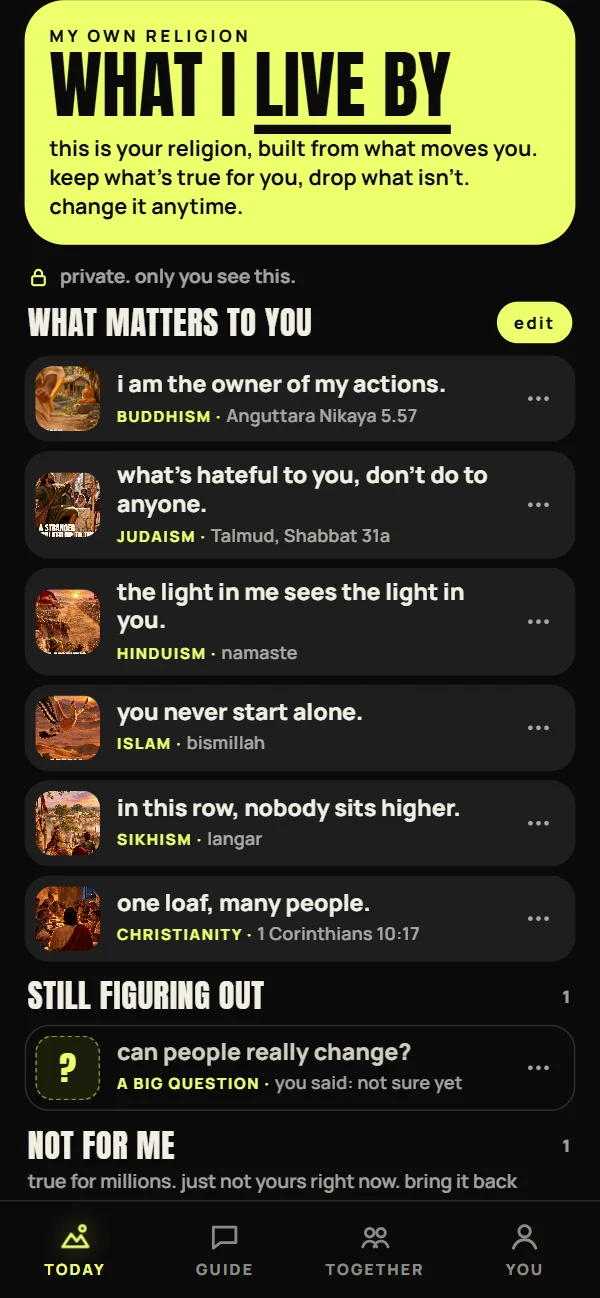 MY OWN RELIGION
WHAT I LIVE BY
this is your religion, built from what moves you.
keep what's true for you, drop what isn't.
change it anytime.
private. only you see this.
WHAT MATTERS TO YOU
edit
i am the owner of my actions.
BUDDHISM · Anguttara Nikaya 5.57
what's hateful to you, don't do to
anyone.
JUDAISM · Talmud, Shabbat 31a
A STRANGER
the light in me sees the light in
you.
HINDUISM · namaste
you never start alone.
ISLAM · bismillah
in this row, nobody sits higher.
SIKHISM · langar
one loaf, many people.
CHRISTIANITY · 1 Corinthians 10:17
STILL FIGURING OUT
1
?
can people really change?
A BIG QUESTION · you said: not sure yet
NOT FOR ME
1
true for millions. just not yours right now. bring it back
TODAY
GUIDE
TOGETHER
YOU